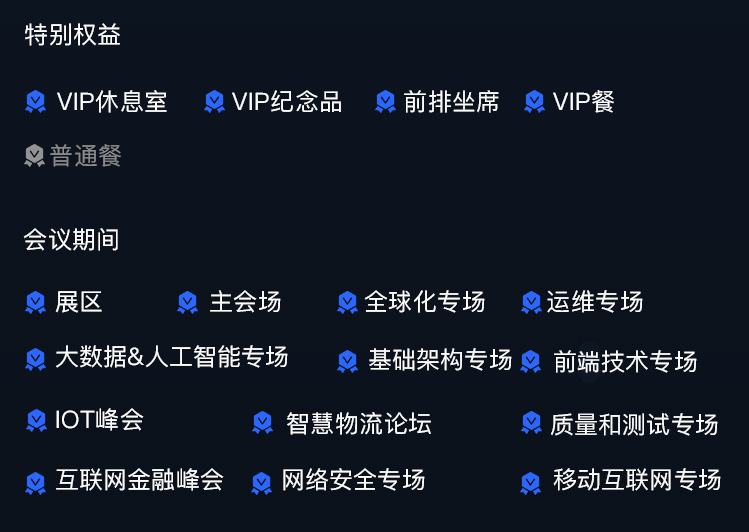 特别权益
VIP休息室 VIP纪念品 前排坐席 VIP餐
普通餐
会议期间
展区 主会场 全球化专场 运维专场
大数据&人工智能专场 基础架构专场 前端技术专场
IOT峰会 智慧物流论坛 质量和测试专场
互联网金融峰会 网络安全专场 移动互联网专场